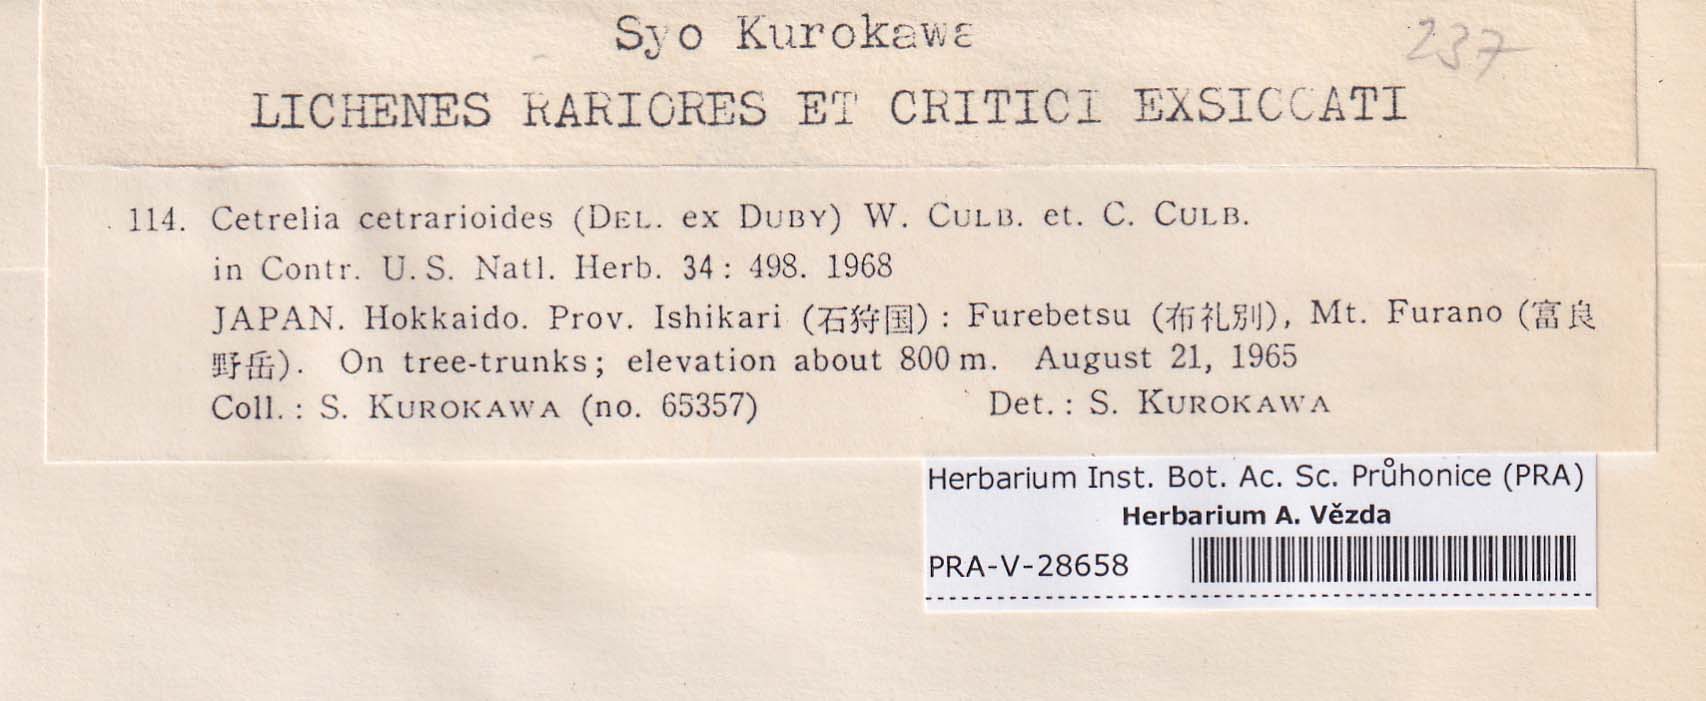 Syo Kurokawa
237
LICHENES RARIORES ET CRITICI EXSICCATI
114. Cetrelia cetrarioides (DEL. ex DUBY) W. CULB. et. C. CULB.
in Contr. U. S. Natl. Herb. 34 : 498. 1968
JAPAN. Hokkaido. Prov. Ishikari (石狩国) : Furebetsu (布礼別), Mt. Furano (富良
野岳). On tree-trunks ; elevation about 800 m. August 21, 1965
Coll. : S. KUROKAWA (no. 65357) Det. : S. KUROKAWA
Herbarium Inst. Bot. Ac. Sc. Průhonice (PRA)
Herbarium A. Vězda
PRA-V-28658